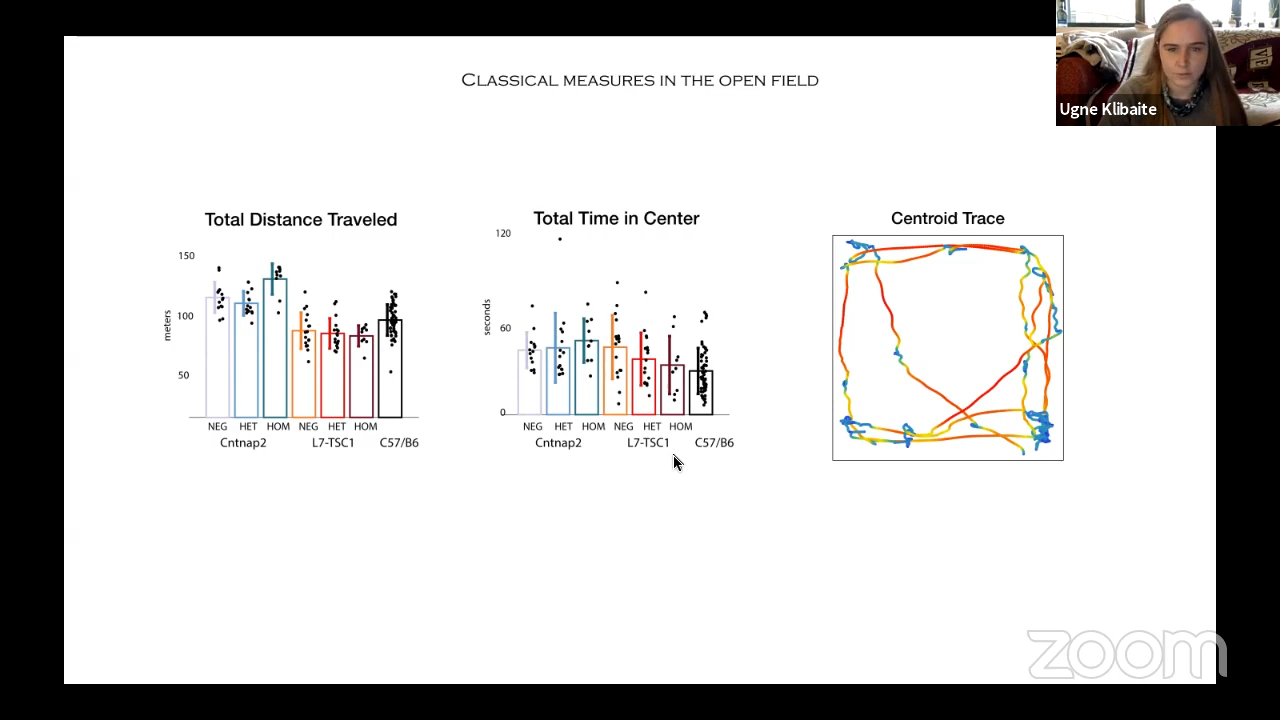 CLASSICAL MEASURES IN THE OPEN FIELD
Ugne Klibaite
Total Distance Traveled
150
100
50
meters
NEG HET HOM NEG HET HOM
Cntnap2 L7-TSC1 C57/B6
Total Time in Center
120
60
0
seconds
NEG HET HOM NEG HET HOM
Cntnap2 L7-TSC1 C57/B6
Centroid Trace
zoom